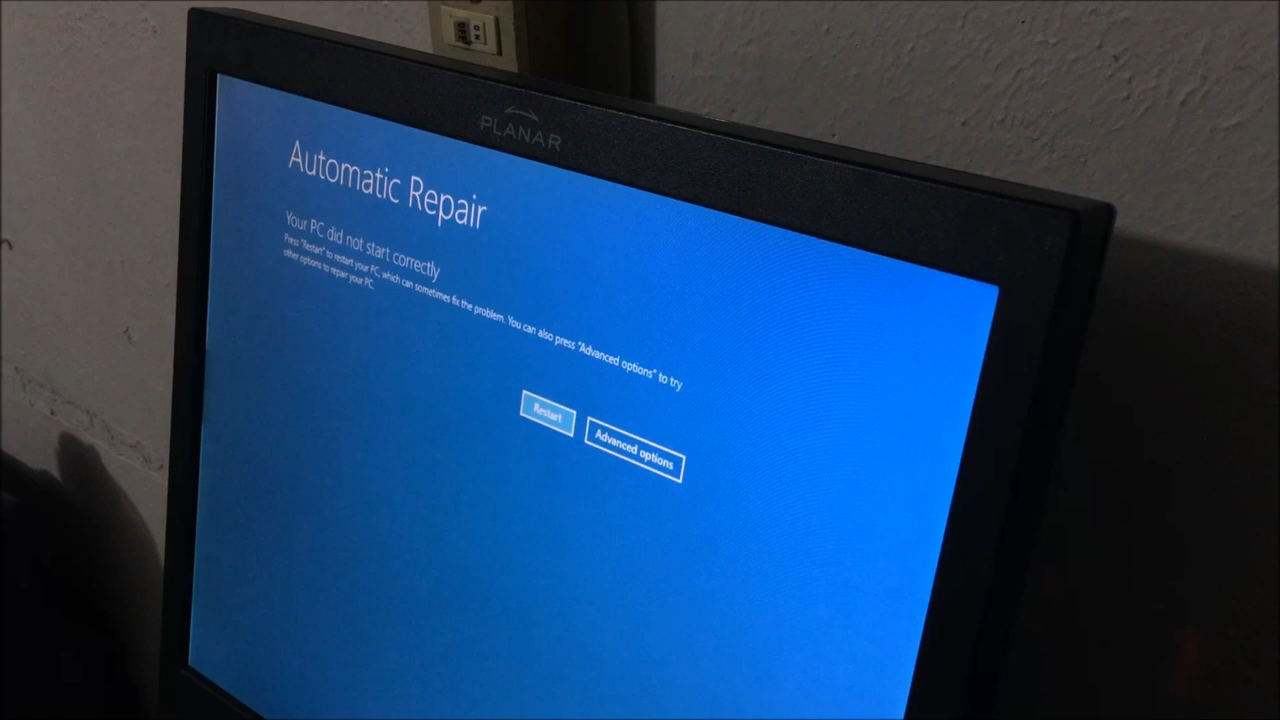 PLANAR
Automatic Repair
Your PC did not start correctly
Press "Restart" to restart your PC, which can sometimes fix the problem. You can also press "Advanced options" to try
other options to repair your PC.
Restart
Advanced options